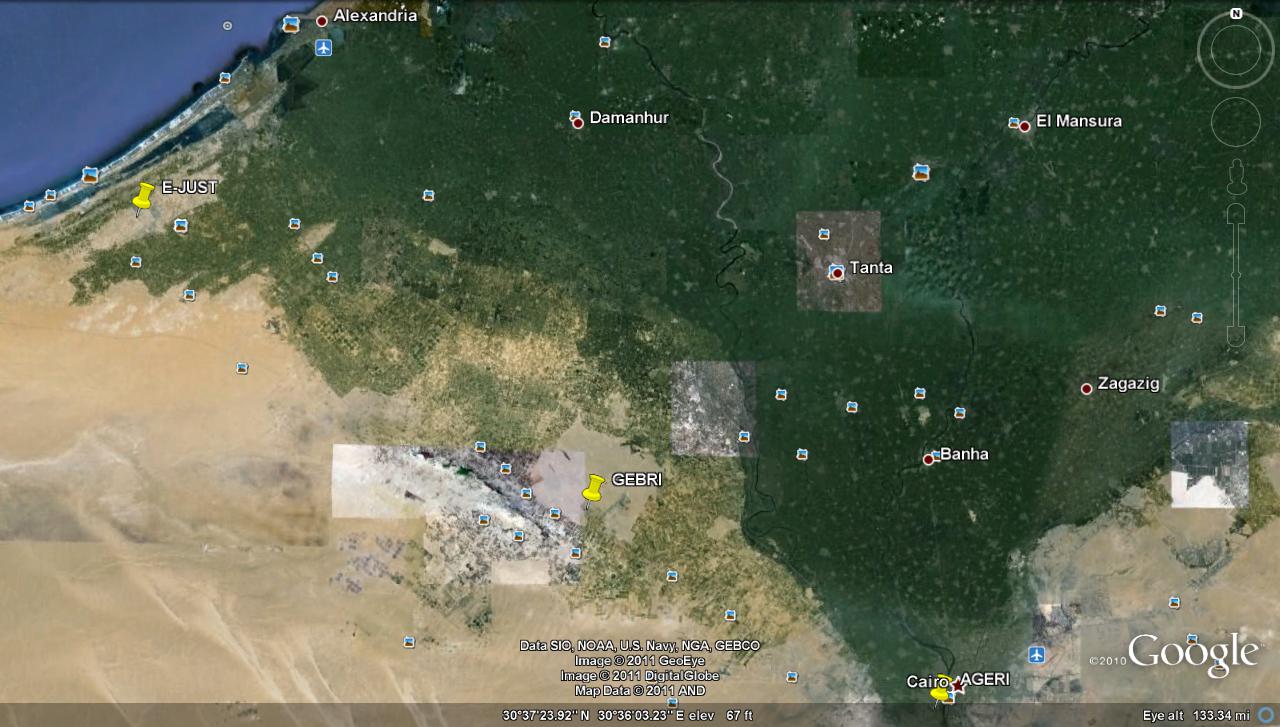 N
Alexandria
Damanhur
El Mansura
E-JUST
Tanta
Zagazig
Banha
GEBRI
Data SIO, NOAA, U.S. Navy, NGA, GEBCO
Image © 2011 GeoEye
Image © 2011 DigitalGlobe
Map Data © 2011 AND
©2010 Google
Cairo AGERI
30°37'23.92" N 30°36'03.23" E elev 67 ft
Eye alt 133.34 mi